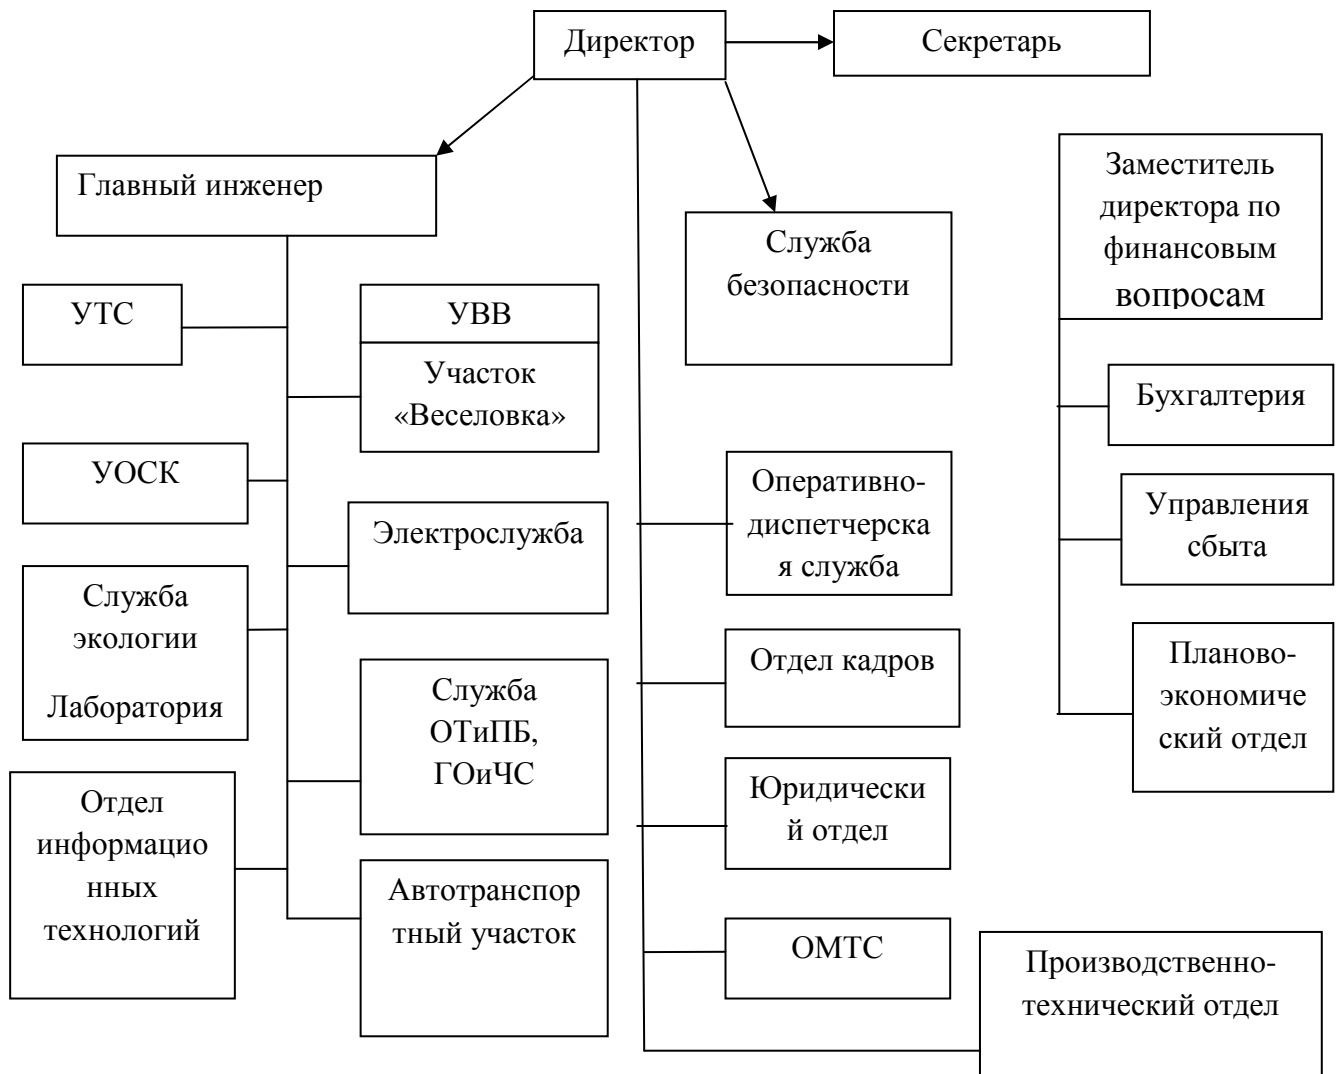 Директор
Секретарь
Главный инженер
Служба
безопасности
Заместитель
директора по
финансовым
вопросам
УТС
УВВ
Участок
«Веселовка»
Бухгалтерия
УОСК
Оперативно-
диспетчерска
я служба
Управления
сбыта
Электрослужба
Служба
экологии
Лаборатория
Отдел кадров
Планово-
экономиче
ский отдел
Служба
ОТиПБ,
ГОиЧС
Юридически
й отдел
Отдел
информацио
нных
технологий
Автотранспор
тный участок
ОМТС
Производственно-
технический отдел